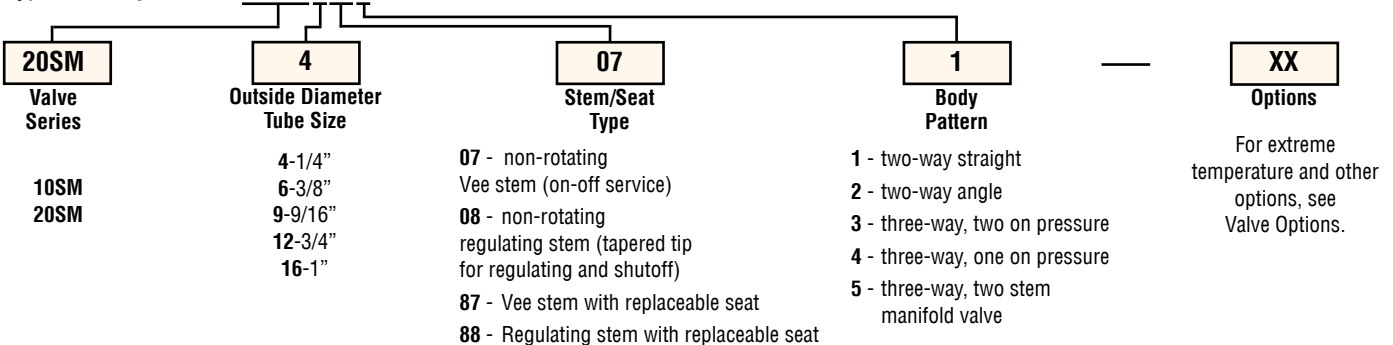 20SM
Valve
Series
10SM
20SM
4
Outside Diameter
Tube Size
4-1/4”
6-3/8”
9-9/16”
12-3/4”
16-1”
07
Stem/Seat
Type
07 - non-rotating
Vee stem (on-off service)
08 - non-rotating
regulating stem (tapered tip
for regulating and shutoff)
87 - Vee stem with replaceable seat
88 - Regulating stem with replaceable seat
1
Body
Pattern
1 - two-way straight
2 - two-way angle
3 - three-way, two on pressure
4 - three-way, one on pressure
5 - three-way, two stem
manifold valve
XX
Options
For extreme
temperature and other
options, see
Valve Options.